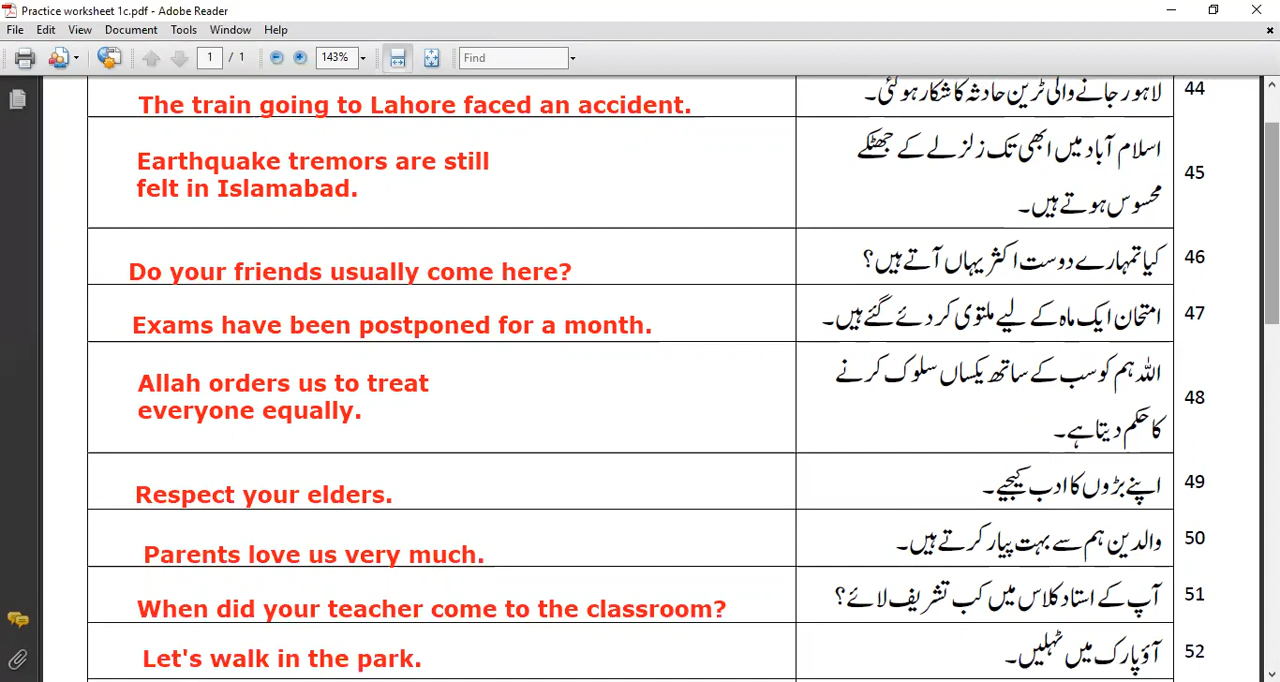 Practice worksheet 1c.pdf - Adobe Reader
File Edit View Document Tools Window Help
1 / 1 143% Find
The train going to Lahore faced an accident. لاہور جانے والی ٹرین حادثہ کا شکار ہو گئی۔ 44
Earthquake tremors are still اسلام آباد میں ابھی تک زلزلے کے جھٹکے
felt in Islamabad. محسوس ہوتے ہیں۔ 45
Do your friends usually come here? کیا تمہارے دوست اکثر یہاں آتے ہیں؟ 46
Exams have been postponed for a month. امتحان ایک ماہ کے لیے ملتوی کر دئے گئے ہیں۔ 47
Allah orders us to treat اللہ ہم کو سب کے ساتھ یکساں سلوک کرنے
everyone equally. کا حکم دیتا ہے۔ 48
Respect your elders. اپنے بڑوں کا ادب کیجیے۔ 49
Parents love us very much. والدین ہم سے بہت پیار کرتے ہیں۔ 50
When did your teacher come to the classroom? آپ کے استاد کلاس میں کب تشریف لائے؟ 51
Let's walk in the park. آؤ پارک میں ٹہلیں۔ 52